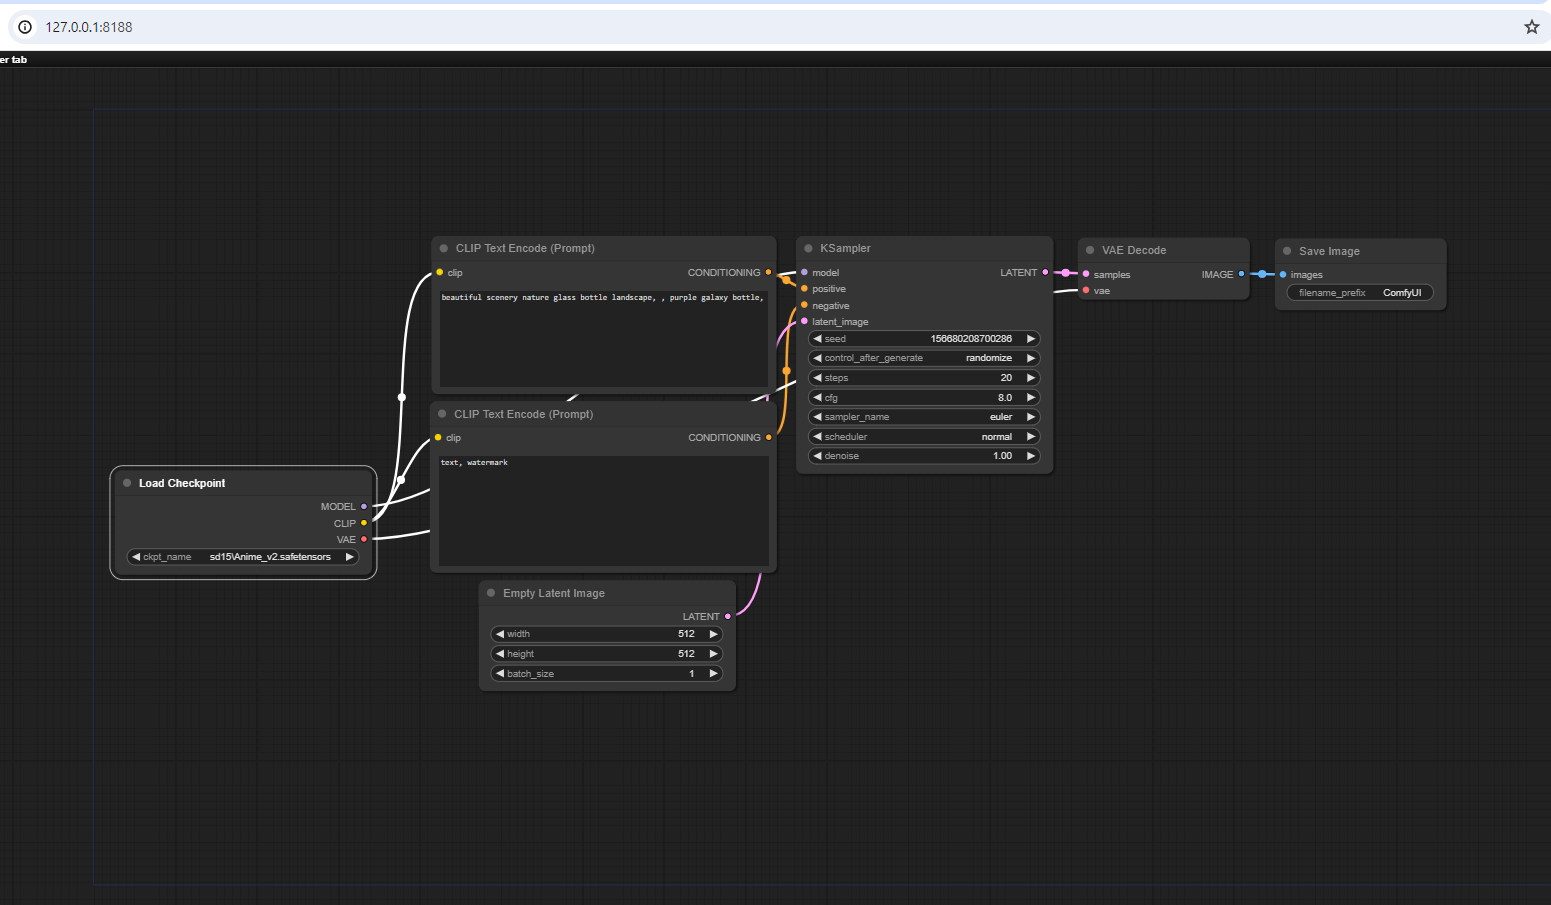 127.0.0.1:8188
er tab
CLIP Text Encode (Prompt)
clip
CONDITIONING
beautiful scenery nature glass bottle landscape, , purple galaxy bottle,
CLIP Text Encode (Prompt)
clip
CONDITIONING
text, watermark
Load Checkpoint
MODEL
CLIP
VAE
ckpt_name sd15\Anime_v2.safetensors
Empty Latent Image
LATENT
width 512
height 512
batch_size 1
KSampler
model
LATENT
positive
negative
latent_image
seed 156680208700286
control_after_generate randomize
steps 20
cfg 8.0
sampler_name euler
scheduler normal
denoise 1.00
VAE Decode
samples
IMAGE
vae
Save Image
images
filename_prefix ComfyUI